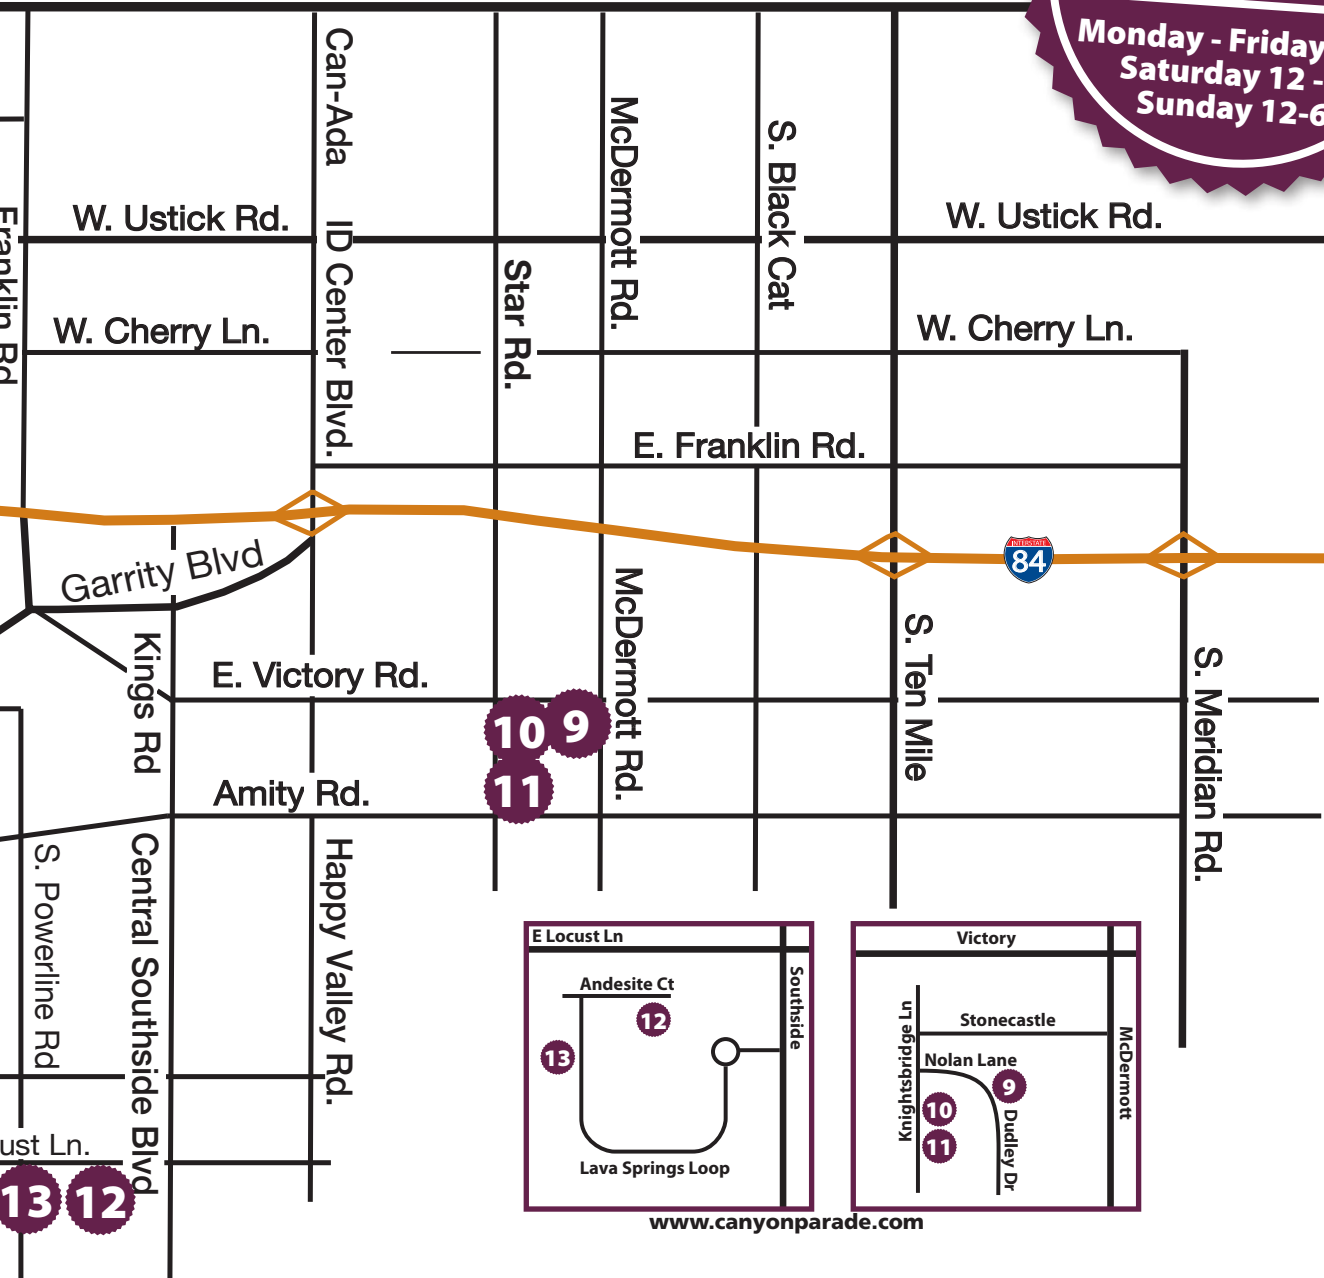 Monday - Friday
Saturday 12 -
Sunday 12-6
Can-Ada
ID Center Blvd.
McDermott Rd.
S. Black Cat
Franklin Rd
W. Ustick Rd.
W. Ustick Rd.
Star Rd.
W. Cherry Ln.
W. Cherry Ln.
E. Franklin Rd.
INTERSTATE
84
Garrity Blvd
McDermott Rd.
S. Ten Mile
Kings Rd
E. Victory Rd.
S. Meridian Rd.
10
9
11
Amity Rd.
S. Powerline Rd
Central Southside Blvd
Happy Valley Rd.
ust Ln.
13
12
E Locust Ln
Andesite Ct
Southside
12
13
Lava Springs Loop
Victory
Knightsbridge Ln
Stonecastle
McDermott
Nolan Lane
9
10
Dudley Dr
11
www.canyonparade.com